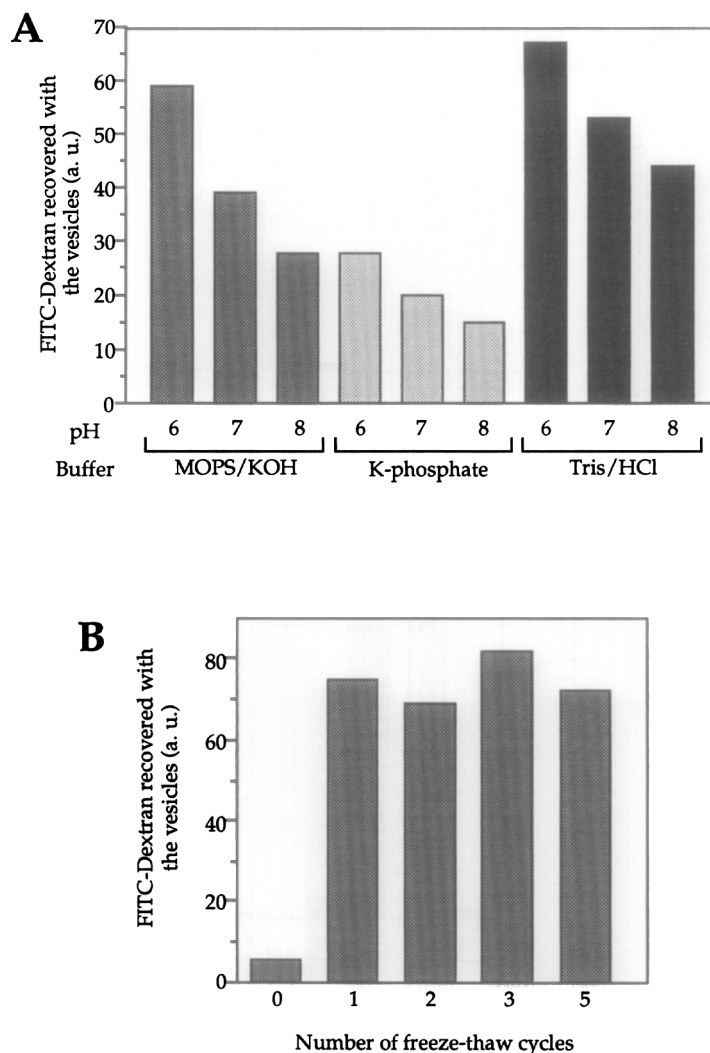 A
FITC-Dextran recovered with
the vesicles (a. u.)
70
60
50
40
30
20
10
0
pH 6 7 8 6 7 8 6 7 8
Buffer MOPS/KOH K-phosphate Tris/HCl
B
FITC-Dextran recovered with
the vesicles (a. u.)
80
60
40
20
0
0 1 2 3 5
Number of freeze-thaw cycles